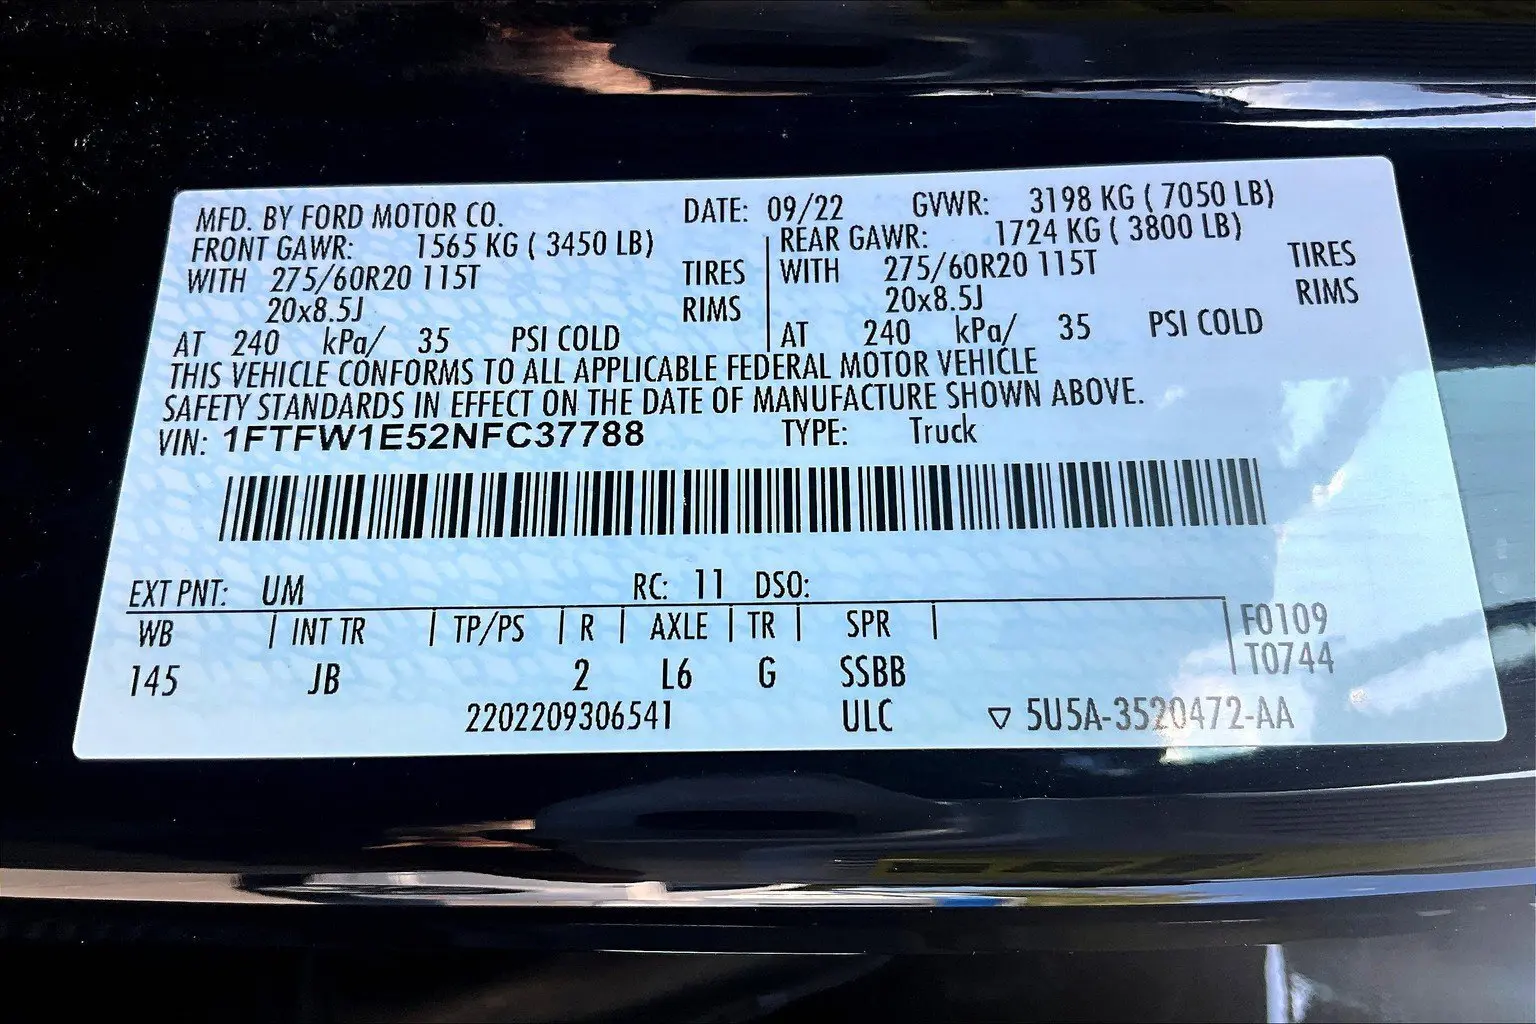 MFD. BY FORD MOTOR CO. DATE: 09/22 GVWR: 3198 KG ( 7050 LB)
FRONT GAWR: 1565 KG ( 3450 LB) REAR GAWR: 1724 KG ( 3800 LB)
WITH 275/60R20 115T TIRES WITH 275/60R20 115T TIRES
20x8.5J RIMS 20x8.5J RIMS
AT 240 kPa/ 35 PSI COLD AT 240 kPa/ 35 PSI COLD
THIS VEHICLE CONFORMS TO ALL APPLICABLE FEDERAL MOTOR VEHICLE
SAFETY STANDARDS IN EFFECT ON THE DATE OF MANUFACTURE SHOWN ABOVE.
VIN: 1FTFW1E52NFC37788 TYPE: Truck
EXT PNT: UM RC: 11 DSO:
WB | INT TR | TP/PS | R | AXLE | TR | SPR | F0109
145 JB 2 L6 G SSBB T0744
2202209306541 ULC ▽ 5U5A-3520472-AA